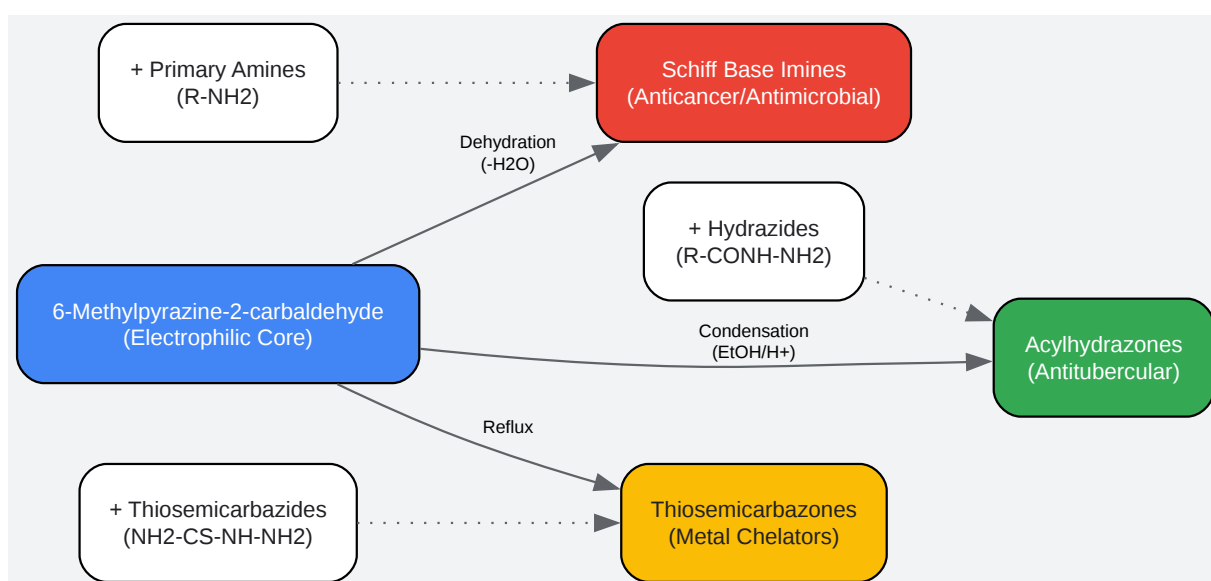 + Primary Amines
(R-NH2)
Schiff Base Imines
(Anticancer/Antimicrobial)
Dehydration
(-H2O)
+ Hydrazides
(R-CONH-NH2)
6-Methylpyrazine-2-carbaldehyde
(Electrophilic Core)
Condensation
(EtOH/H+)
Acylhydrazones
(Antitubercular)
Reflux
+ Thiosemicarbazides
(NH2-CS-NH-NH2)
Thiosemicarbazones
(Metal Chelators)